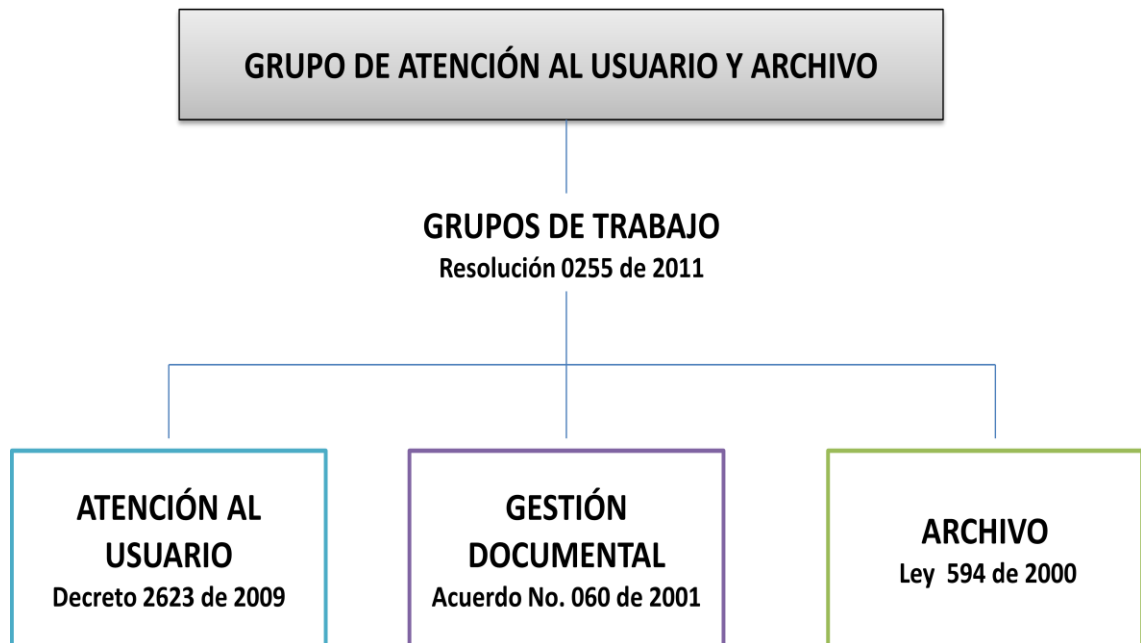 GRUPO DE ATENCIÓN AL USUARIO Y ARCHIVO
GRUPOS DE TRABAJO
Resolución 0255 de 2011
ATENCIÓN AL
USUARIO
Decreto 2623 de 2009
GESTIÓN
DOCUMENTAL
Acuerdo No. 060 de 2001
ARCHIVO
Ley 594 de 2000